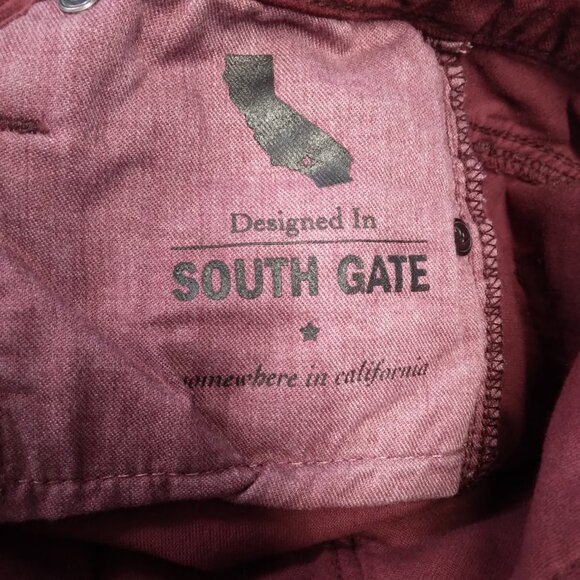 Designed In
SOUTH GATE
somewhere in california